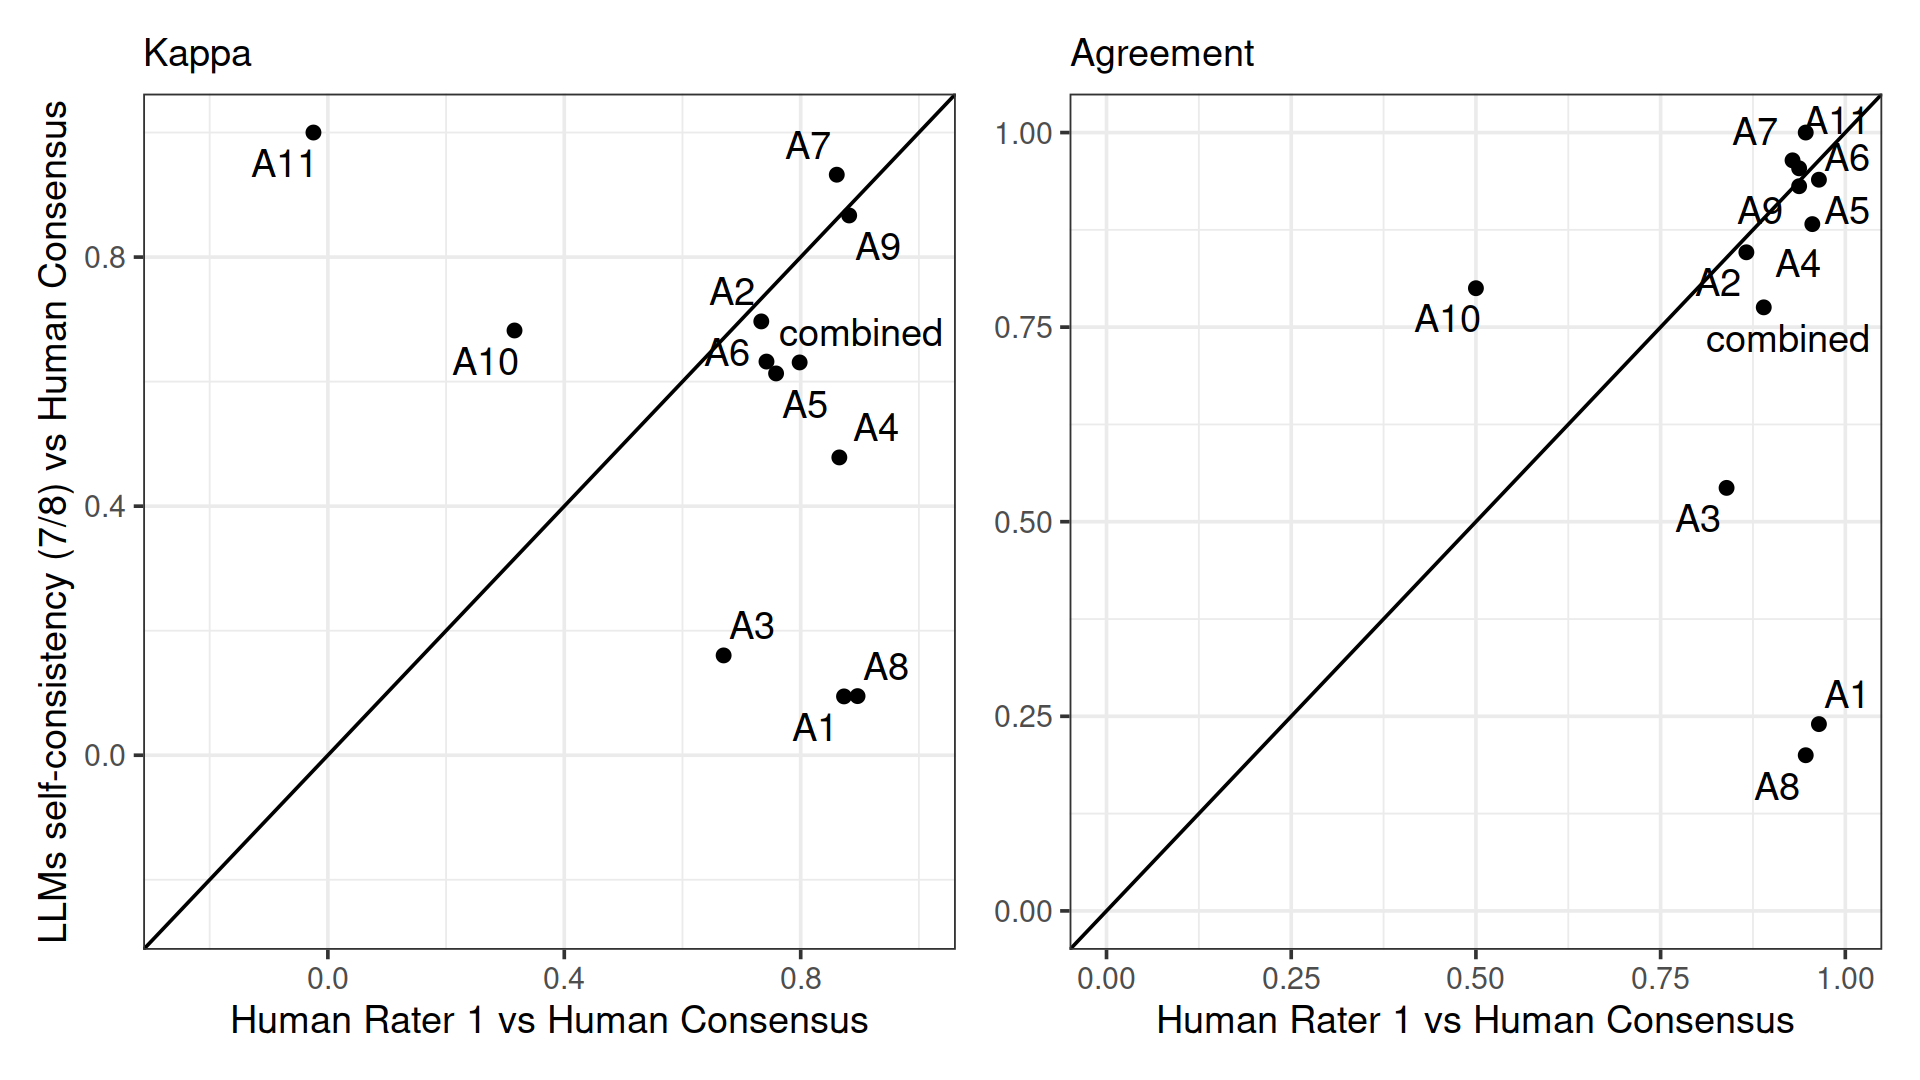 Kappa
LLMs self-consistency (7/8) vs Human Consensus
0.8
0.4
0.0
A11
A7
A9
A2
combined
A10
A6
A5
A4
A3
A8
A1
0.0 0.4 0.8
Human Rater 1 vs Human Consensus
Agreement
1.00
0.75
0.50
0.25
0.00
A11
A7
A6
A9
A5
A4
A2
A10
combined
A3
A1
A8
0.00 0.25 0.50 0.75 1.00
Human Rater 1 vs Human Consensus